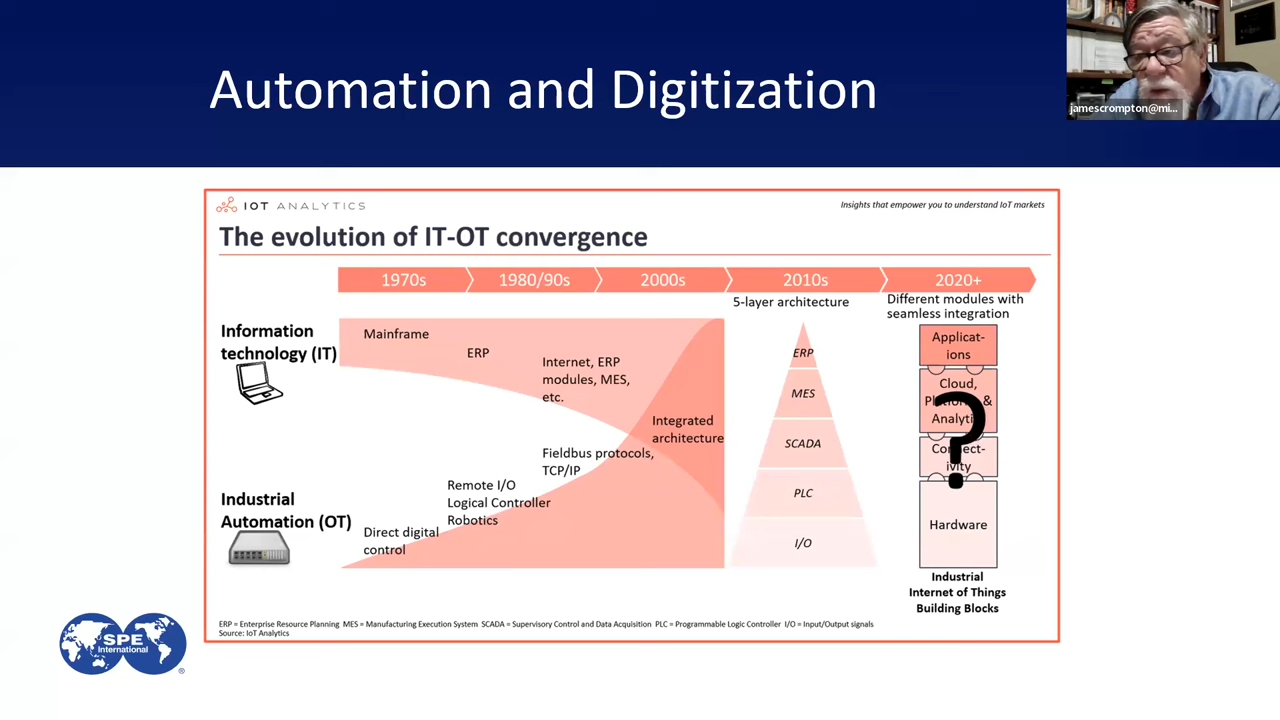 Automation and Digitization
jamescrompton@mi...
IOT ANALYTICS
Insights that empower you to understand IoT markets
The evolution of IT-OT convergence
1970s
1980/90s
2000s
2010s
2020+
5-layer architecture
Different modules with
seamless integration
Information
technology (IT)
Mainframe
ERP
Internet, ERP
modules, MES,
etc.
Integrated
architecture
Fieldbus protocols,
TCP/IP
Remote I/O
Logical Controller
Robotics
Industrial
Automation (OT)
Direct digital
control
ERP
MES
SCADA
PLC
I/O
Applicat-
ions
Cloud,
Platform &
Analytics
Connect-
ivity
?
Hardware
Industrial
Internet of Things
Building Blocks
ERP = Enterprise Resource Planning MES = Manufacturing Execution System SCADA = Supervisory Control and Data Acquisition PLC = Programmable Logic Controller I/O = Input/Output signals
Source: IoT Analytics
SPE
International
®